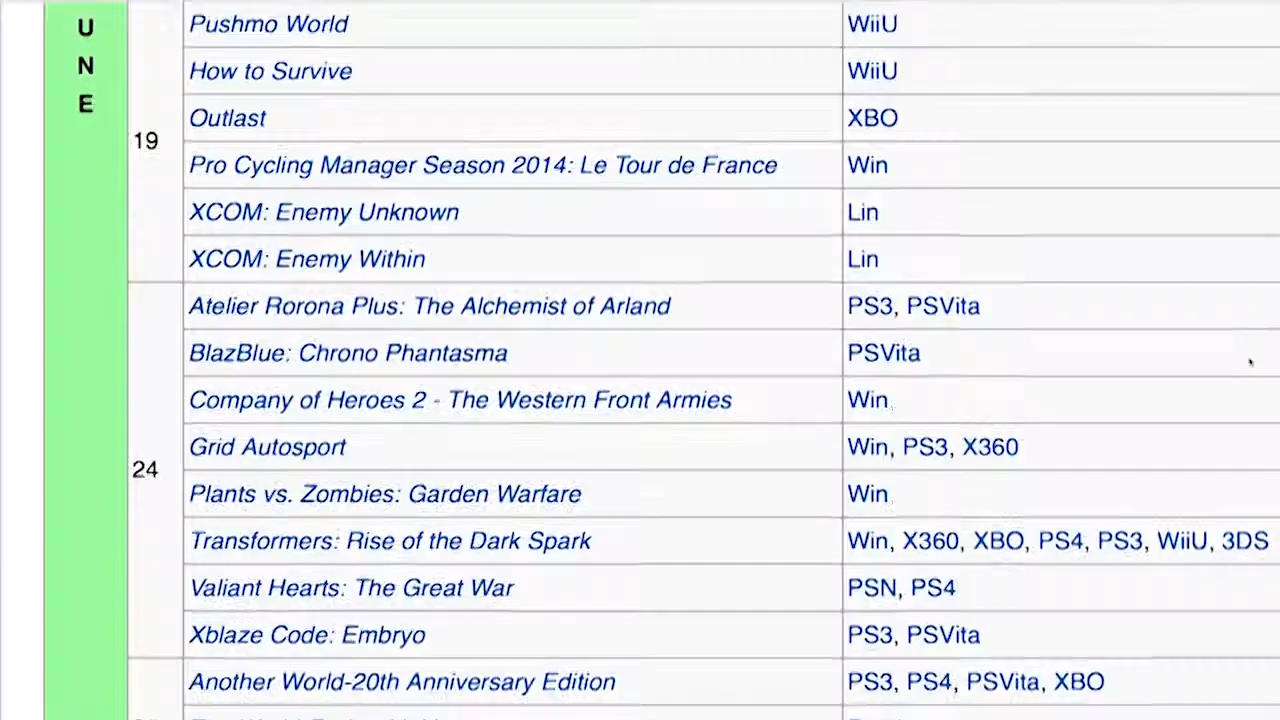 U
N
E
19
Pushmo World WiiU
How to Survive WiiU
Outlast XBO
Pro Cycling Manager Season 2014: Le Tour de France Win
XCOM: Enemy Unknown Lin
XCOM: Enemy Within Lin
24
Atelier Rorona Plus: The Alchemist of Arland PS3, PSVita
BlazBlue: Chrono Phantasma PSVita
Company of Heroes 2 - The Western Front Armies Win
Grid Autosport Win, PS3, X360
Plants vs. Zombies: Garden Warfare Win
Transformers: Rise of the Dark Spark Win, X360, XBO, PS4, PS3, WiiU, 3DS
Valiant Hearts: The Great War PSN, PS4
Xblaze Code: Embryo PS3, PSVita
Another World-20th Anniversary Edition PS3, PS4, PSVita, XBO